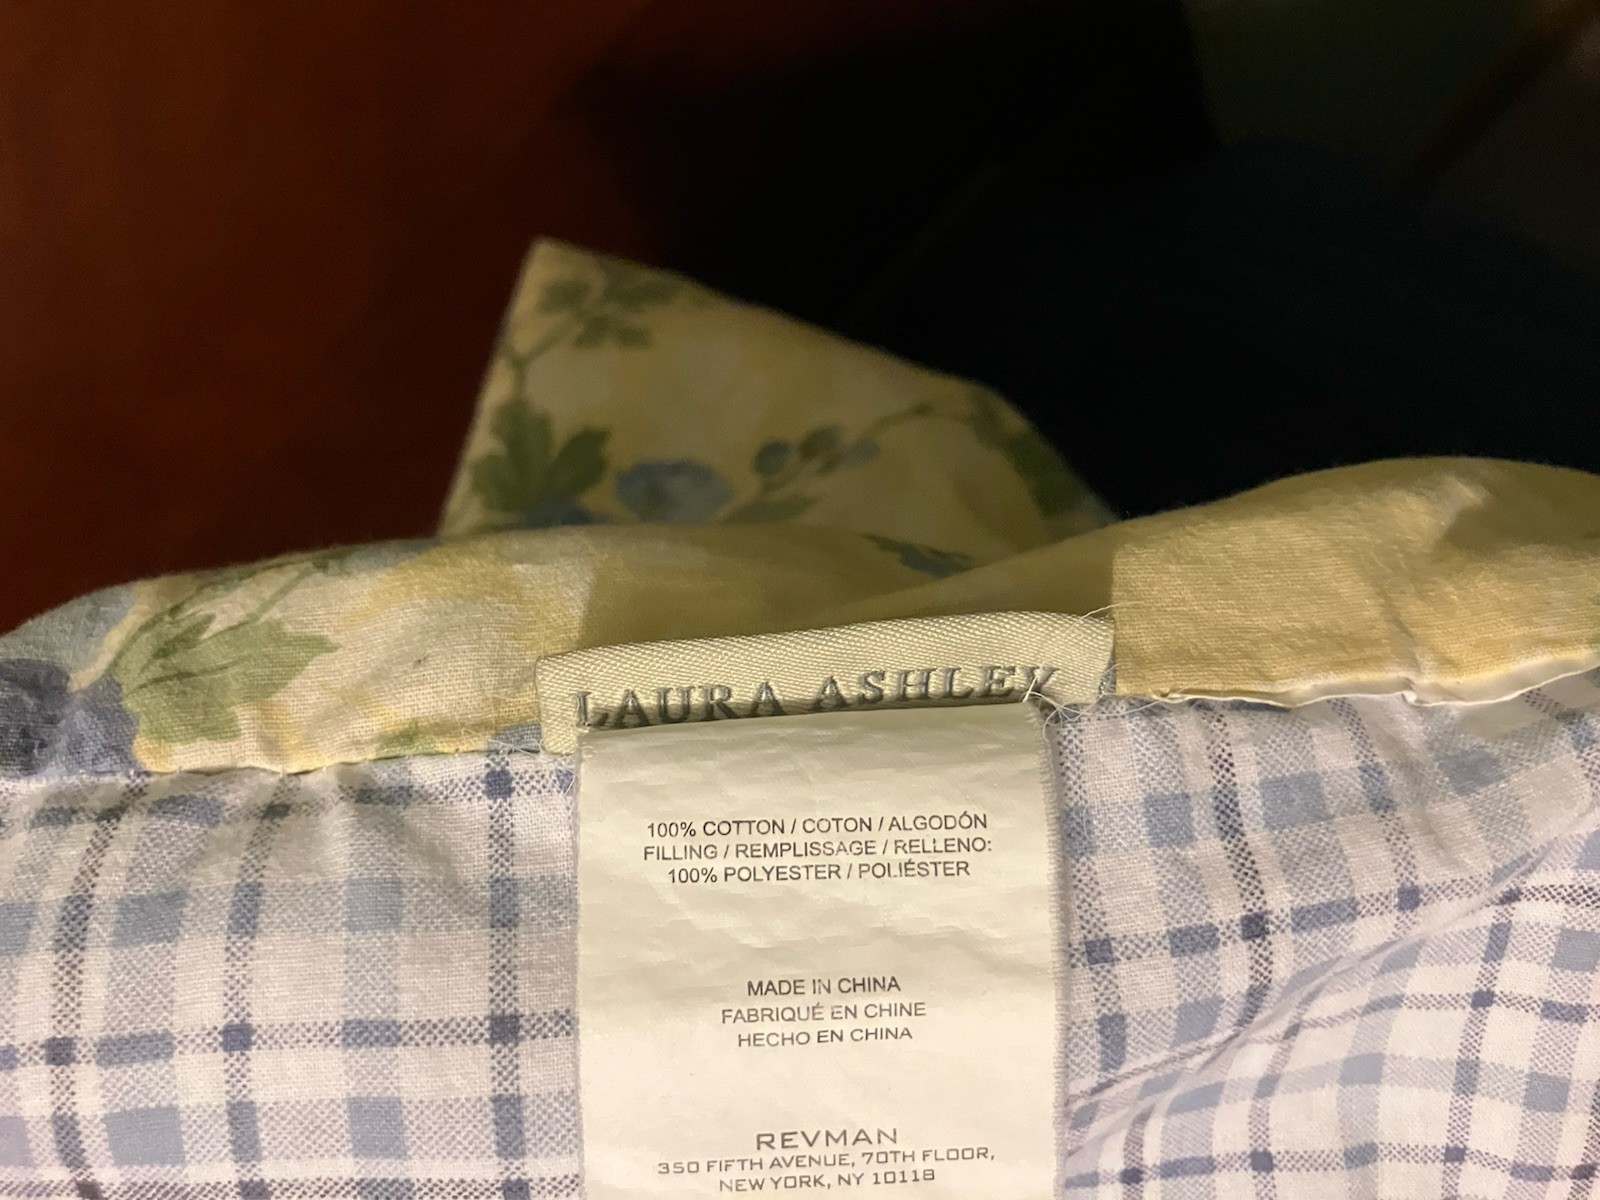 LAURA ASHLEY
100% COTTON / COTON / ALGODÓN
FILLING / REMPLISSAGE / RELLENO:
100% POLYESTER / POLIÉSTER
MADE IN CHINA
FABRIQUÉ EN CHINE
HECHO EN CHINA
REVMAN
350 FIFTH AVENUE, 70TH FLOOR,
NEW YORK, NY 10118